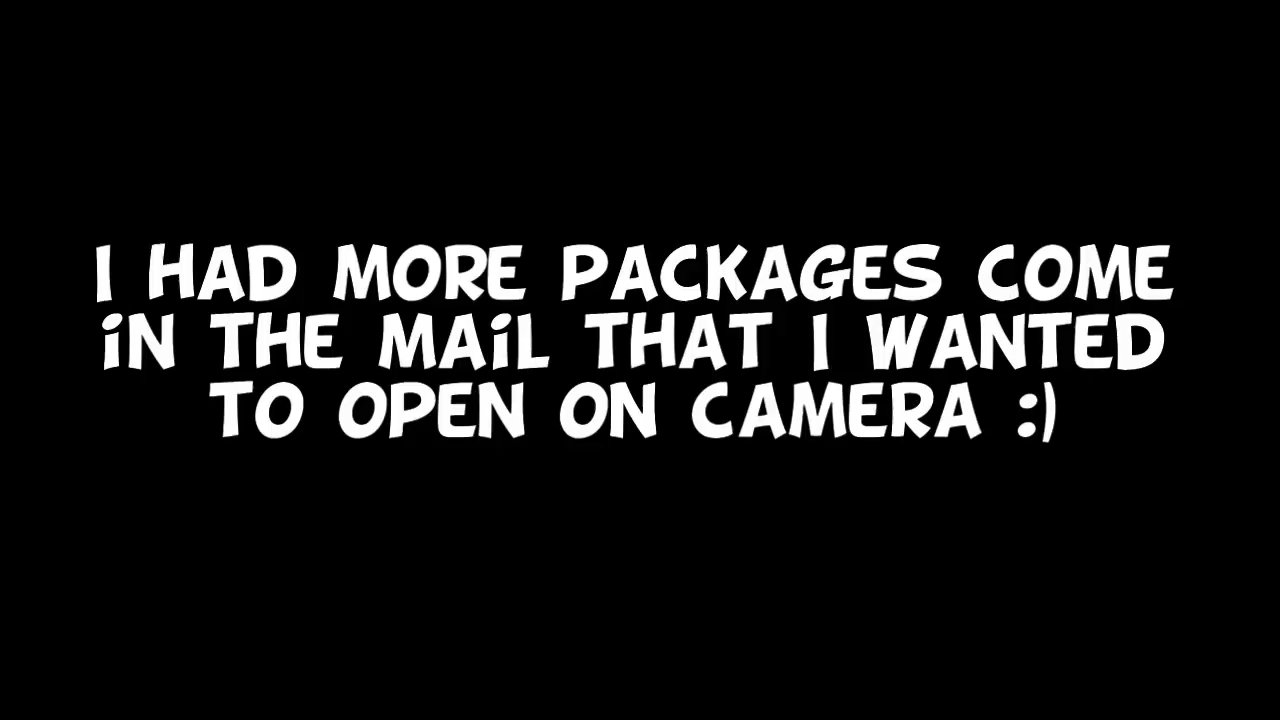 I HAD MORE PACKAGES COME
iN THE MAiL THAT I WANTED
TO OPEN ON CAMERA :)